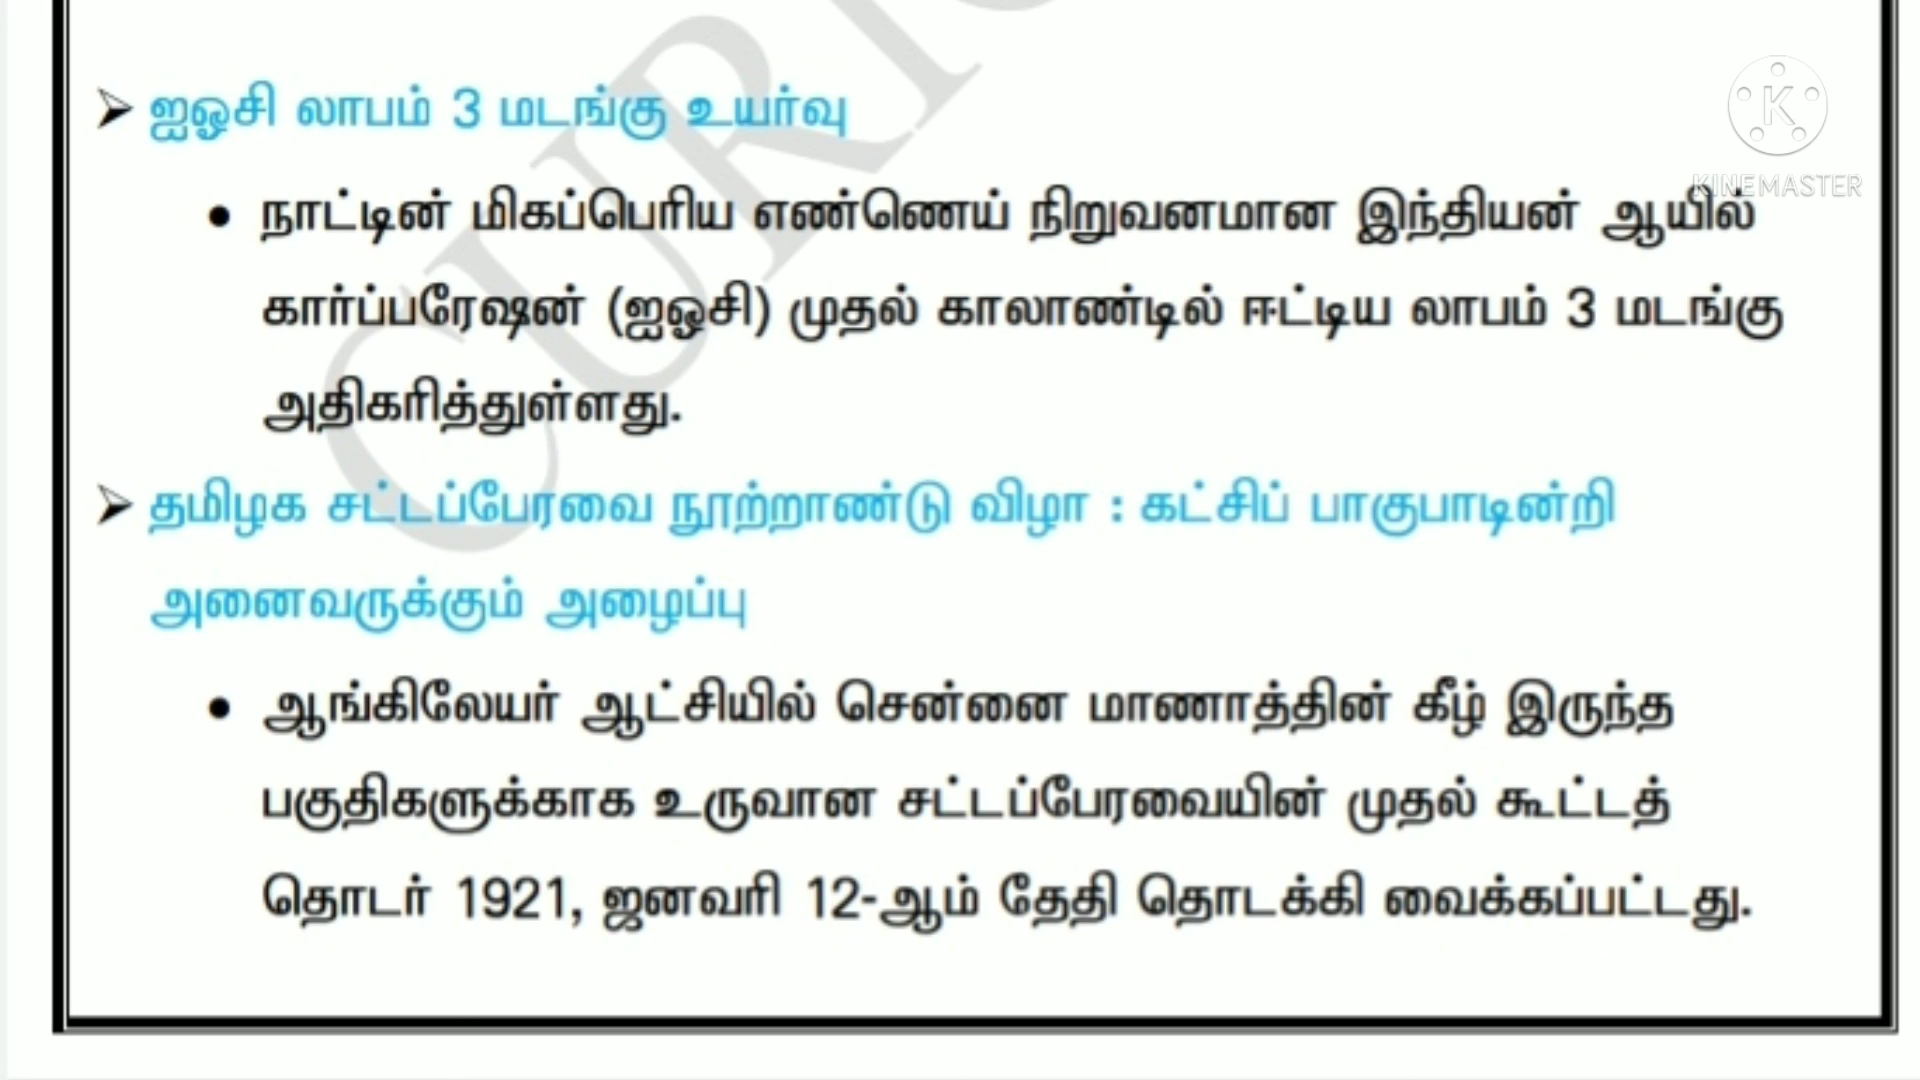 ➢ ஐஓசி லாபம் 3 மடங்கு உயர்வு
KINEMASTER
• நாட்டின் மிகப்பெரிய எண்ணெய் நிறுவனமான இந்தியன் ஆயில்
கார்ப்பரேஷன் (ஐஓசி) முதல் காலாண்டில் ஈட்டிய லாபம் 3 மடங்கு
அதிகரித்துள்ளது.
➢ தமிழக சட்டப்பேரவை நூற்றாண்டு விழா : கட்சிப் பாகுபாடின்றி
அனைவருக்கும் அழைப்பு
• ஆங்கிலேயர் ஆட்சியில் சென்னை மாணாத்தின் கீழ் இருந்த
பகுதிகளுக்காக உருவான சட்டப்பேரவையின் முதல் கூட்டத்
தொடர் 1921, ஜனவரி 12-ஆம் தேதி தொடக்கி வைக்கப்பட்டது.